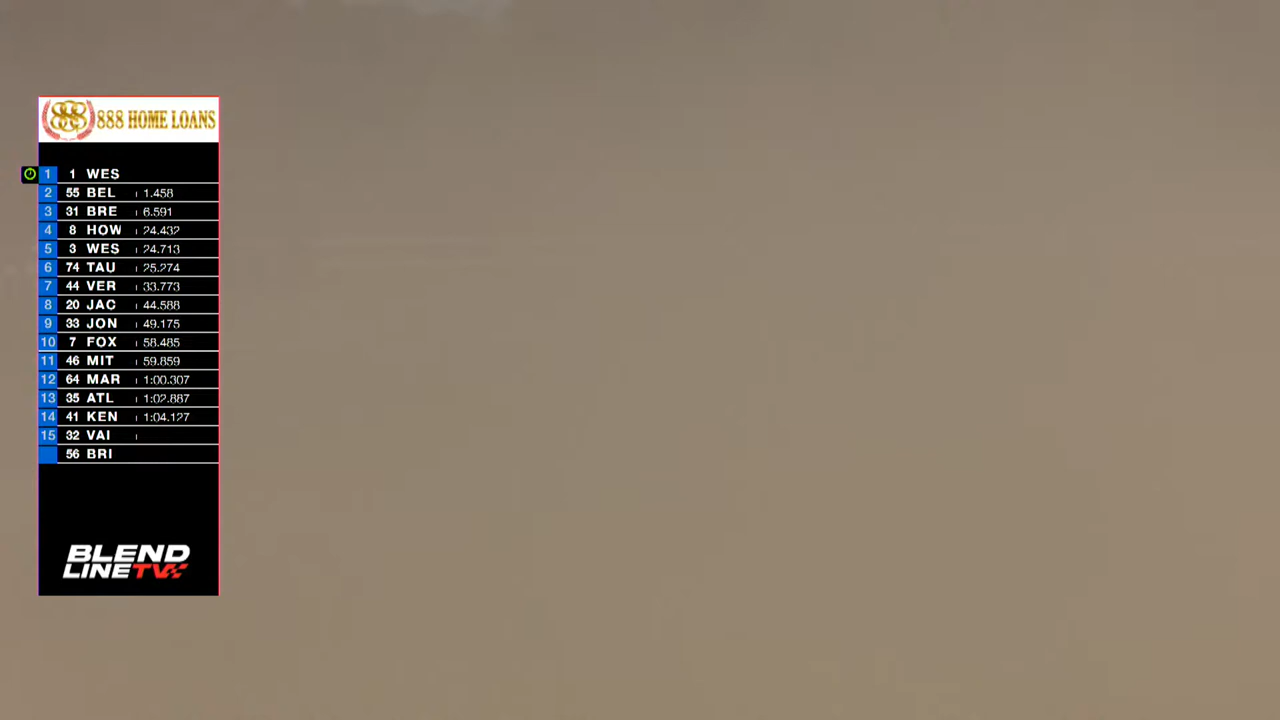 888 HOME LOANS
1 1 WES
2 55 BEL 1.458
3 31 BRE 6.591
4 8 HOW 24.432
5 3 WES 24.713
6 74 TAU 25.274
7 44 VER 33.773
8 20 JAC 44.588
9 33 JON 49.175
10 7 FOX 58.485
11 46 MIT 59.859
12 64 MAR 1:00.307
13 35 ATL 1:02.887
14 41 KEN 1:04.127
15 32 VAI
56 BRI
BLEND
LINETV